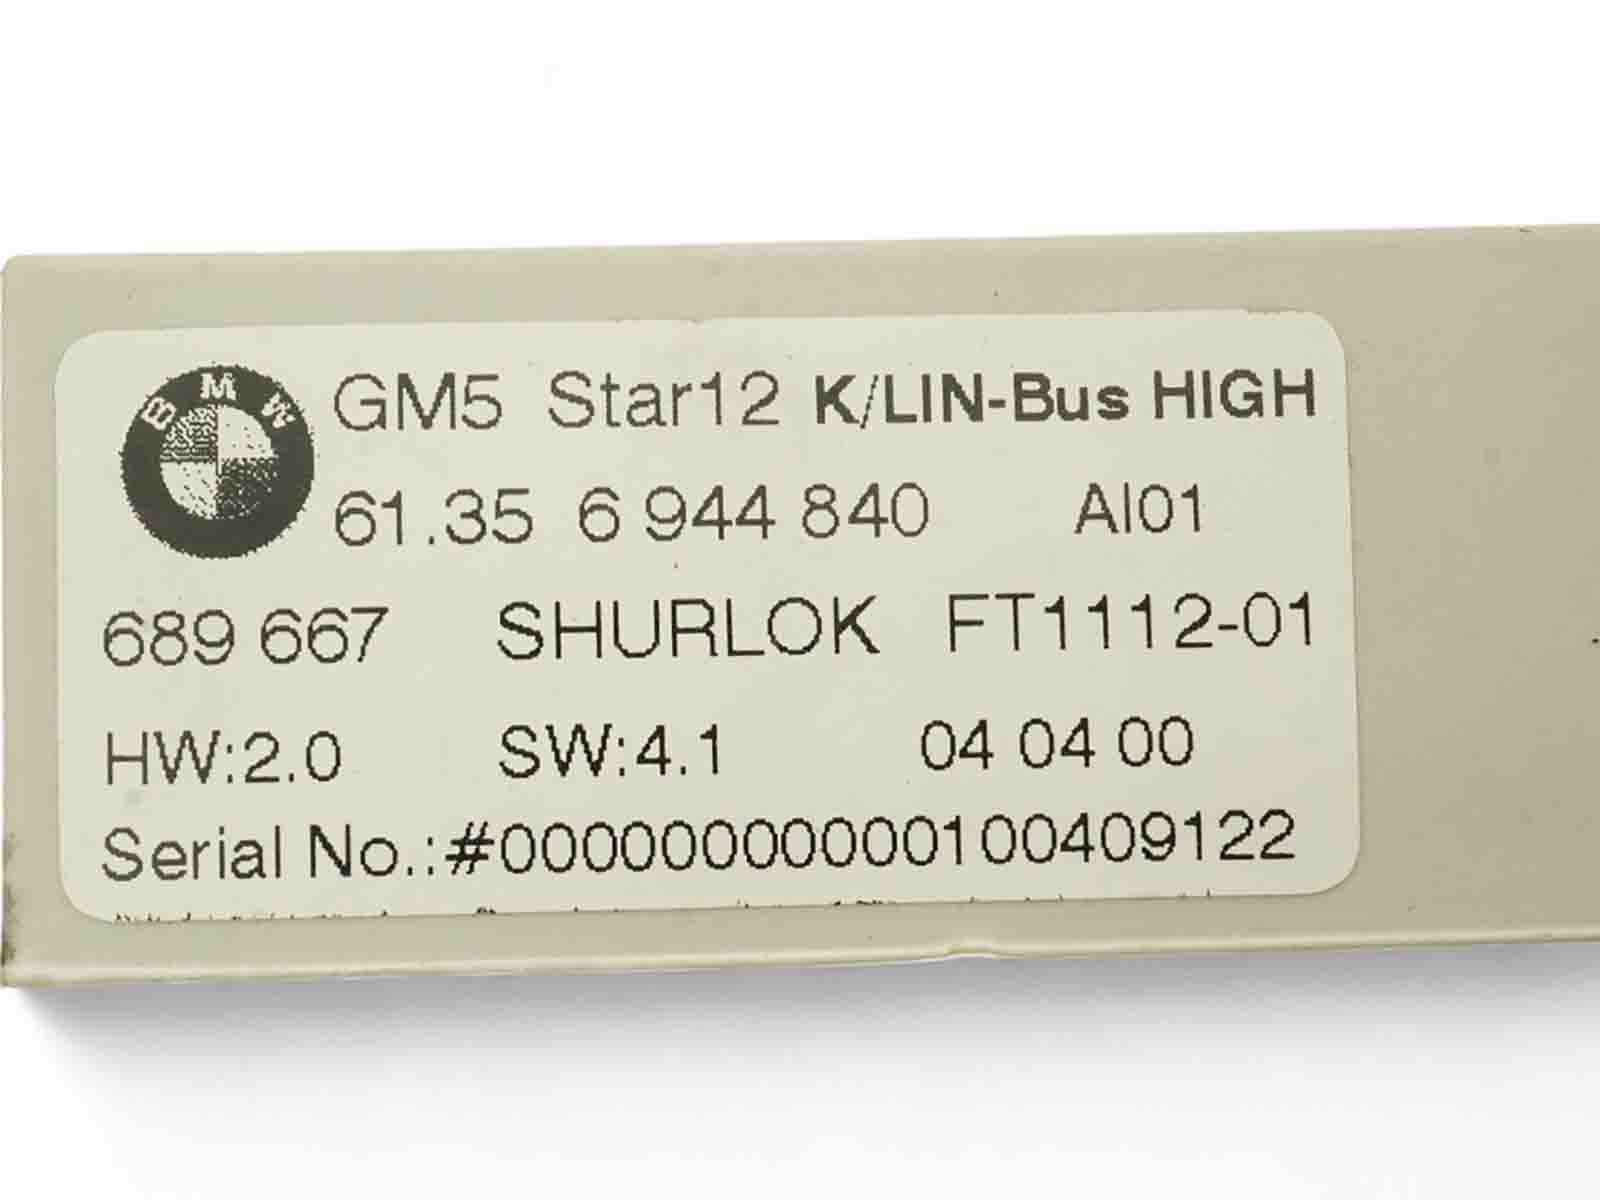 BMW
GM5 Star12 K/LIN-Bus HIGH
61.35 6 944 840 AI01
689 667 SHURLOK FT1112-01
HW:2.0 SW:4.1 04 04 00
Serial No.:#0000000000000100409122